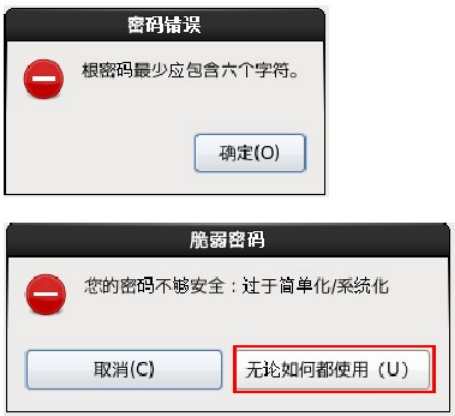 密码错误
根密码最少应包含六个字符。
确定(O)
脆弱密码
您的密码不够安全：过于简单化/系统化
取消(C)
无论如何都使用（U）